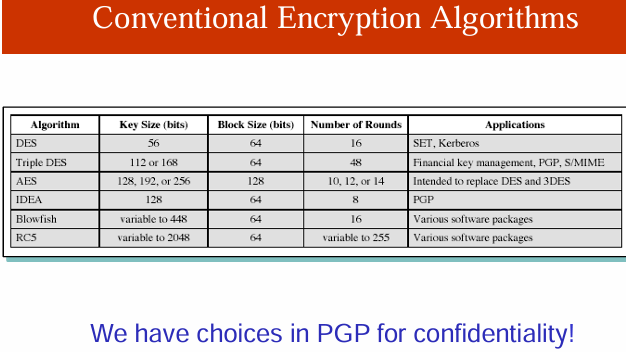 Conventional Encryption Algorithms
Algorithm Key Size (bits) Block Size (bits) Number of Rounds Applications
DES 56 64 16 SET, Kerberos
Triple DES 112 or 168 64 48 Financial key management, PGP, S/MIME
AES 128, 192, or 256 128 10, 12, or 14 Intended to replace DES and 3DES
IDEA 128 64 8 PGP
Blowfish variable to 448 64 16 Various software packages
RC5 variable to 2048 64 variable to 255 Various software packages
We have choices in PGP for confidentiality!